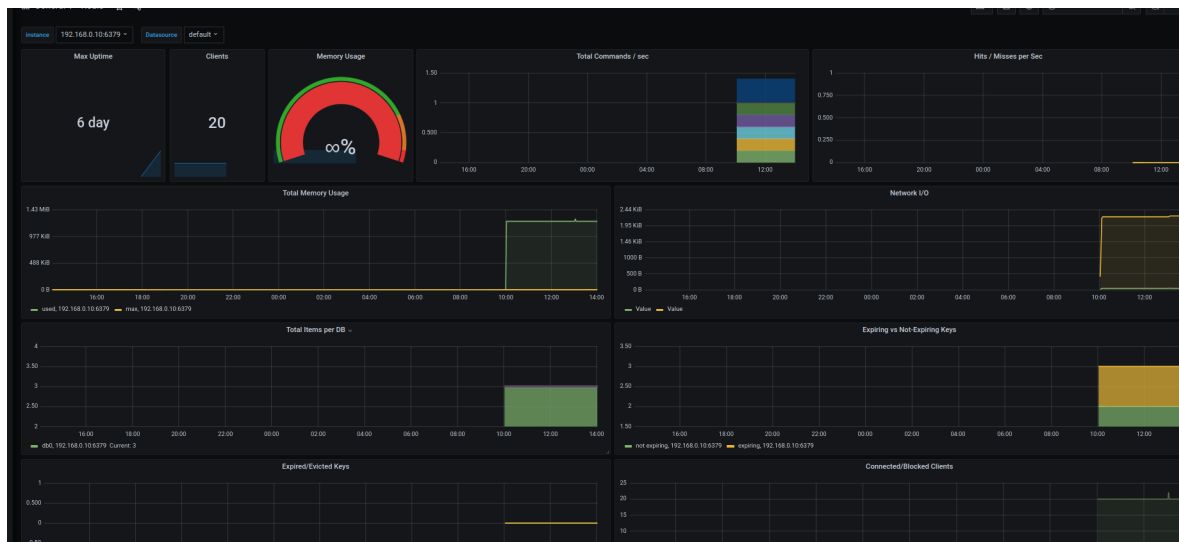 instance 192.168.0.10:6379 Datasource default
Max Uptime
6 day
Clients
20
Memory Usage
∞%
Total Commands / sec
1.50
1
0.500
0
16:00 20:00 00:00 04:00 08:00 12:00
Hits / Misses per Sec
1
0.750
0.500
0.250
0
16:00 20:00 00:00 04:00 08:00 12:00
Total Memory Usage
1.43 MiB
977 KiB
488 KiB
0 B
16:00 18:00 20:00 22:00 00:00 02:00 04:00 06:00 08:00 10:00 12:00 14:00
used, 192.168.0.10:6379 max, 192.168.0.10:6379
Network I/O
2.44 KiB
1.95 KiB
1.46 KiB
1000 B
500 B
0 B
16:00 18:00 20:00 22:00 00:00 02:00 04:00 06:00 08:00 10:00 12:00
Value Value
Total Items per DB
4
3.50
3
2.50
2
16:00 18:00 20:00 22:00 00:00 02:00 04:00 06:00 08:00 10:00 12:00 14:00
db0, 192.168.0.10:6379 Current: 3
Expiring vs Not-Expiring Keys
3.50
3
2.50
2
1.50
16:00 18:00 20:00 22:00 00:00 02:00 04:00 06:00 08:00 10:00 12:00
not expiring, 192.168.0.10:6379 expiring, 192.168.0.10:6379
Expired/Evicted Keys
1
0.500
0
Connected/Blocked Clients
25
20
15
10